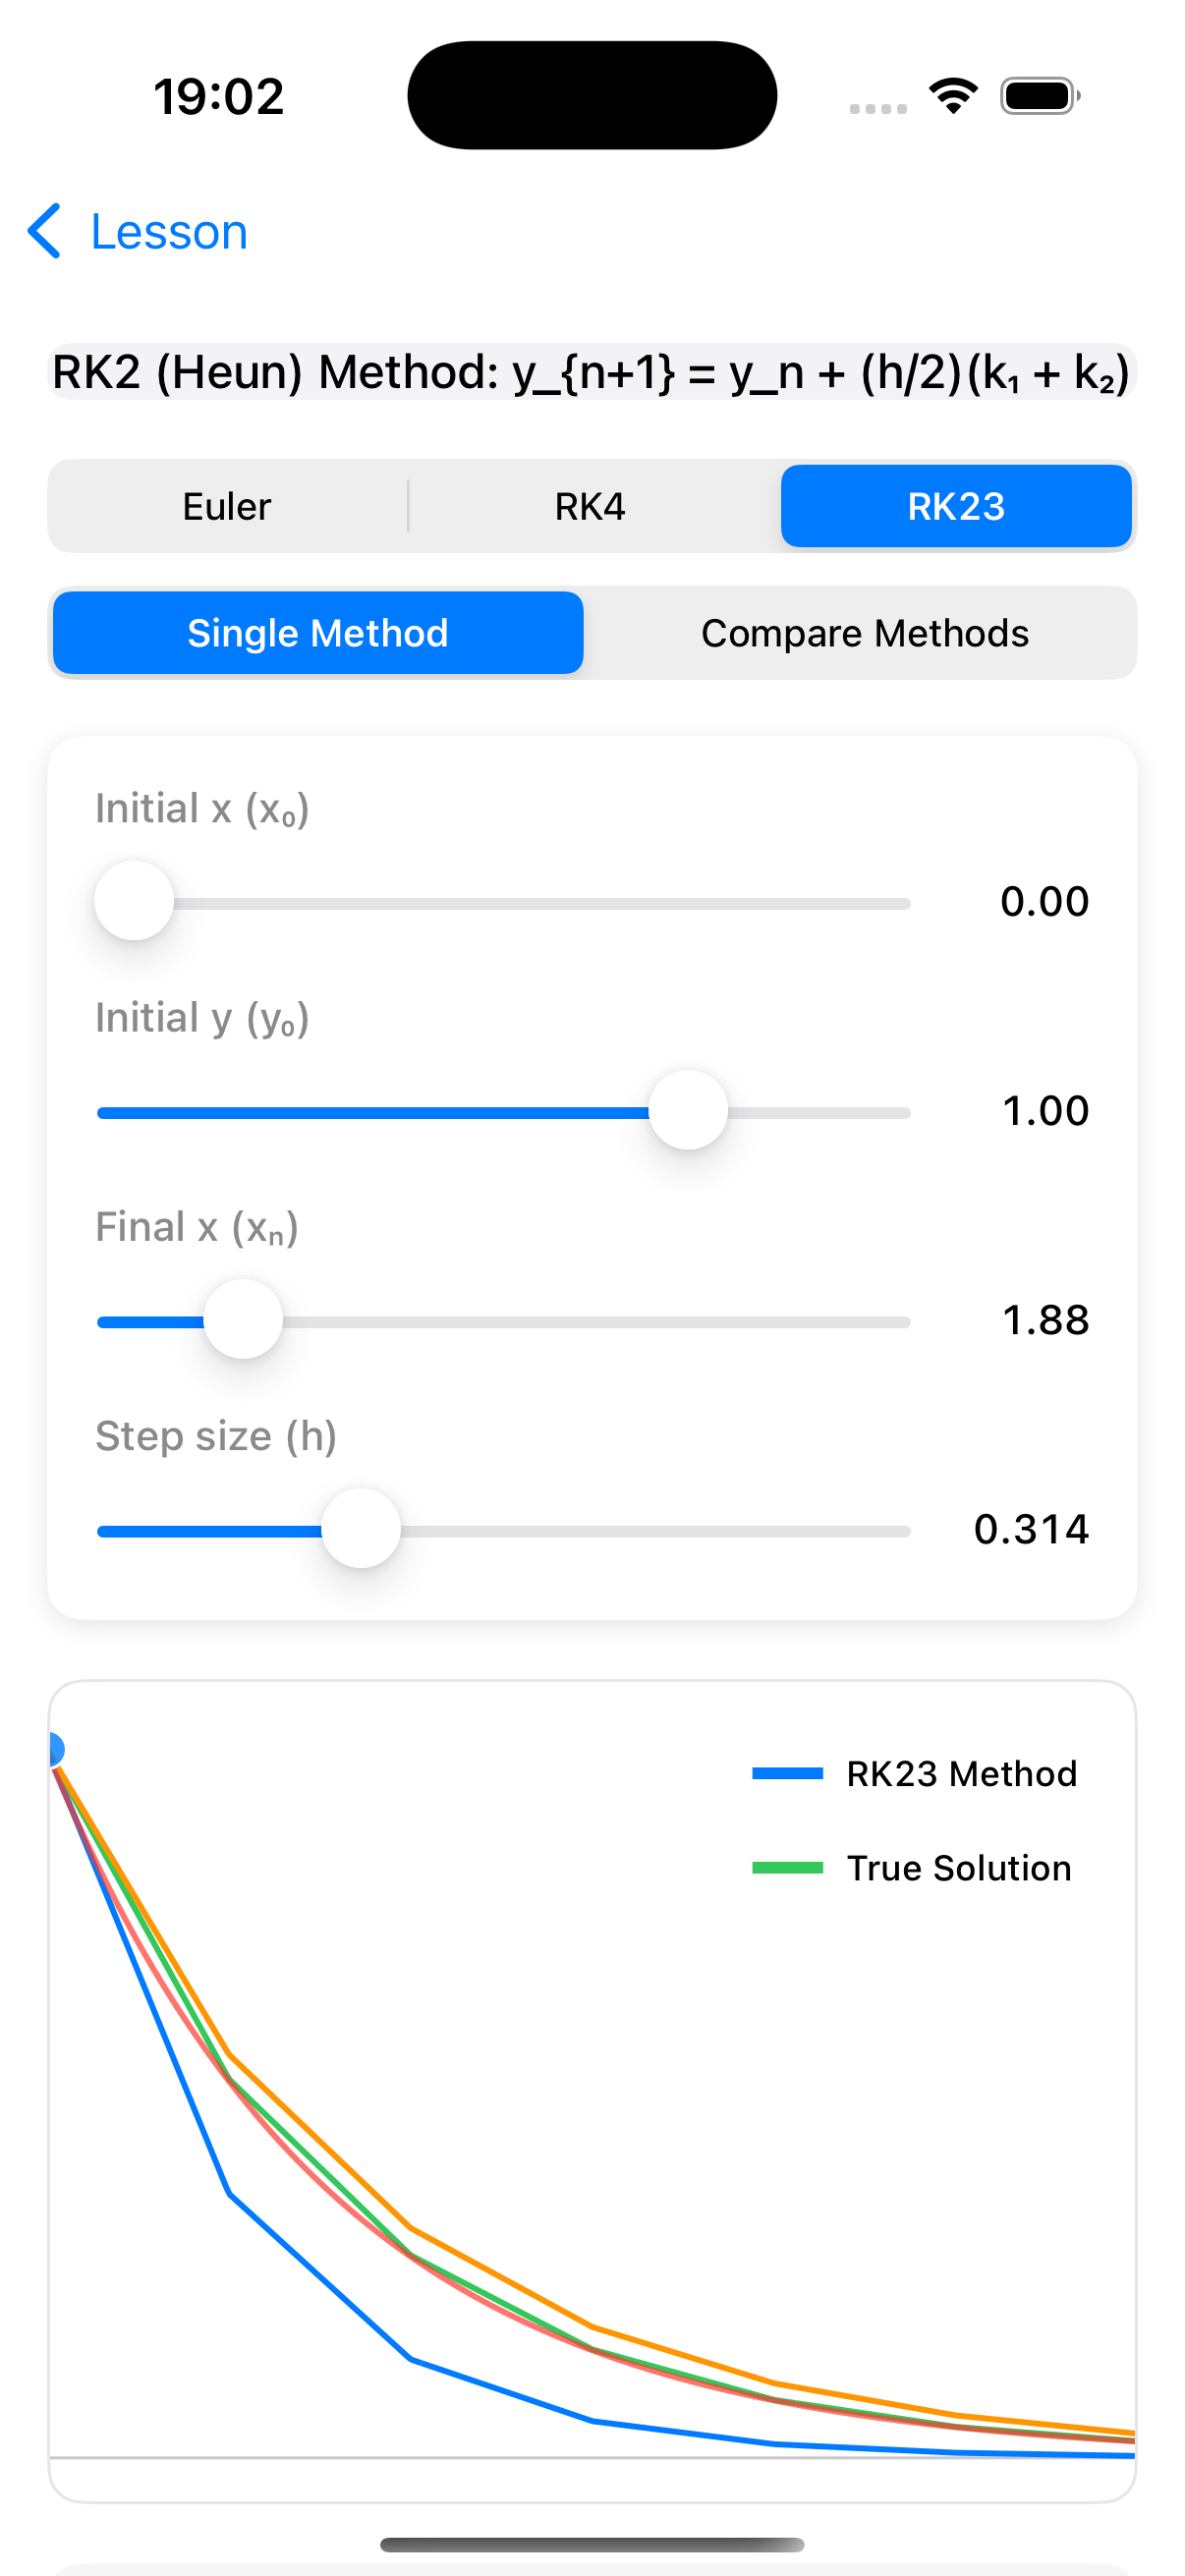 19:02
Lesson
RK2 (Heun) Method: y_{n+1} = y_n + (h/2)(k₁ + k₂)
Euler RK4 RK23
Single Method Compare Methods
Initial x (x₀)
0.00
Initial y (y₀)
1.00
Final x (xₙ)
1.88
Step size (h)
0.314
RK23 Method
True Solution